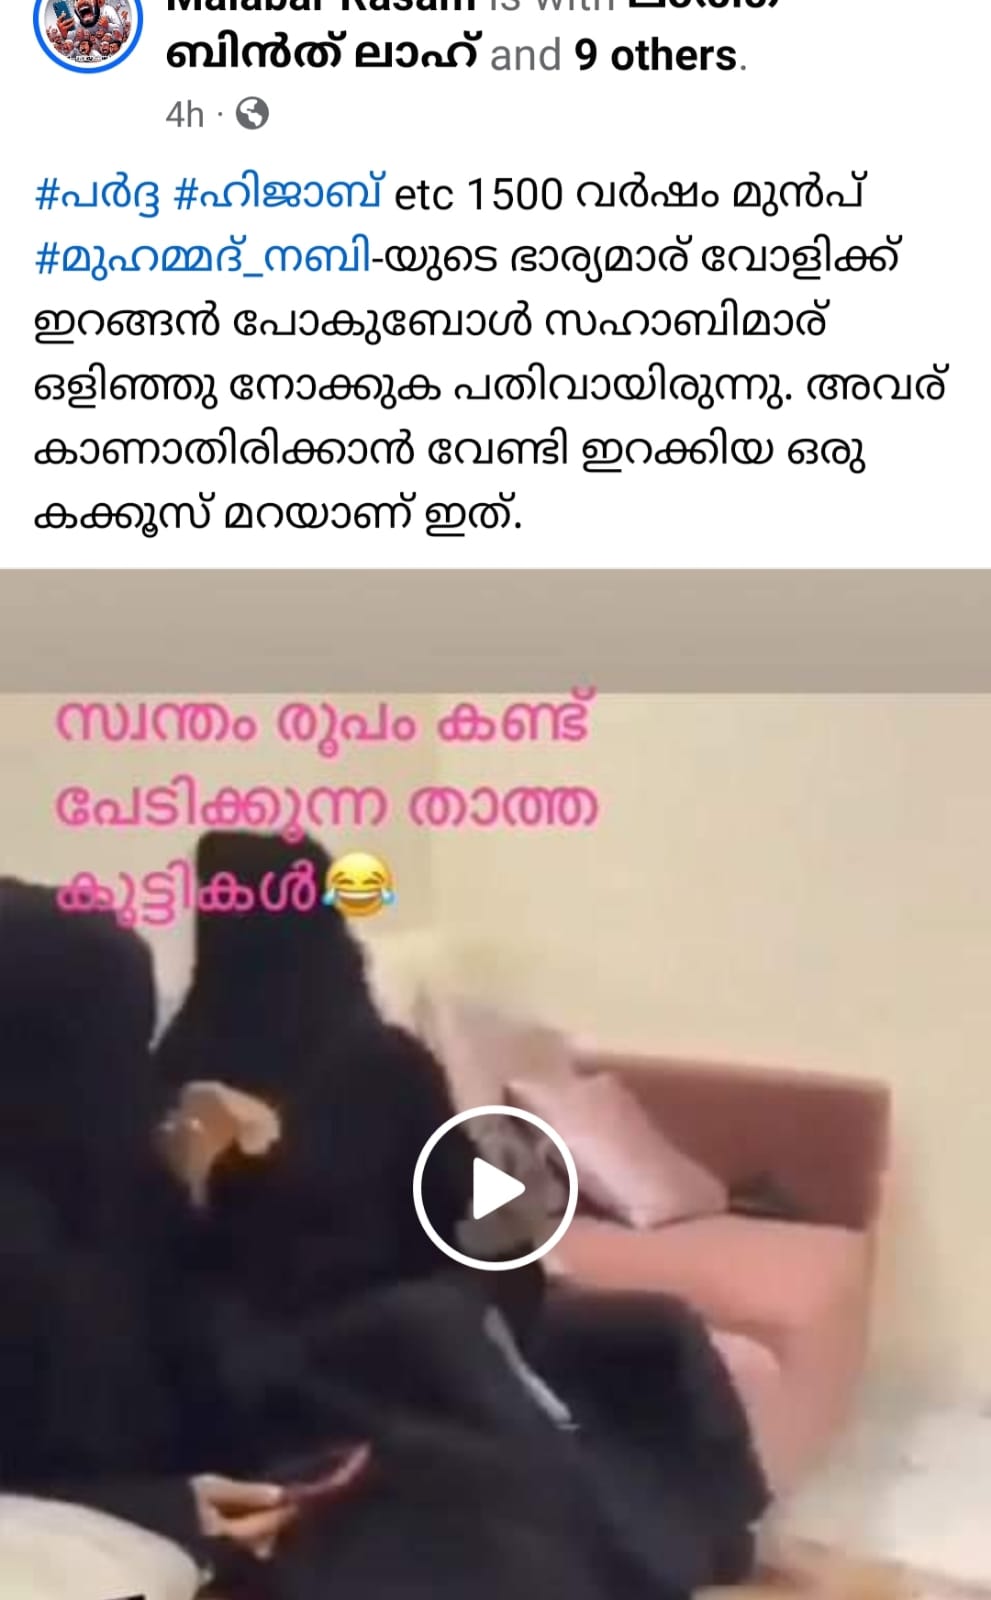 Malabar Rasam is with
ബിൻത് ലാഹ് and 9 others.
4h ·
#പർദ്ദ #ഹിജാബ് etc 1500 വർഷം മുൻപ്
#മുഹമ്മദ്_നബി-യുടെ ഭാര്യമാര് വോളിക്ക്
ഇറങ്ങൻ പോകുബോൾ സഹാബിമാര്
ഒളിഞ്ഞു നോക്കുക പതിവായിരുന്നു. അവര്
കാണാതിരിക്കാൻ വേണ്ടി ഇറക്കിയ ഒരു
കക്കൂസ് മറയാണ് ഇത്.
സ്വന്തം രൂപം കണ്ട്
പേടിക്കുന്ന താത്ത
കുട്ടികൾ😂